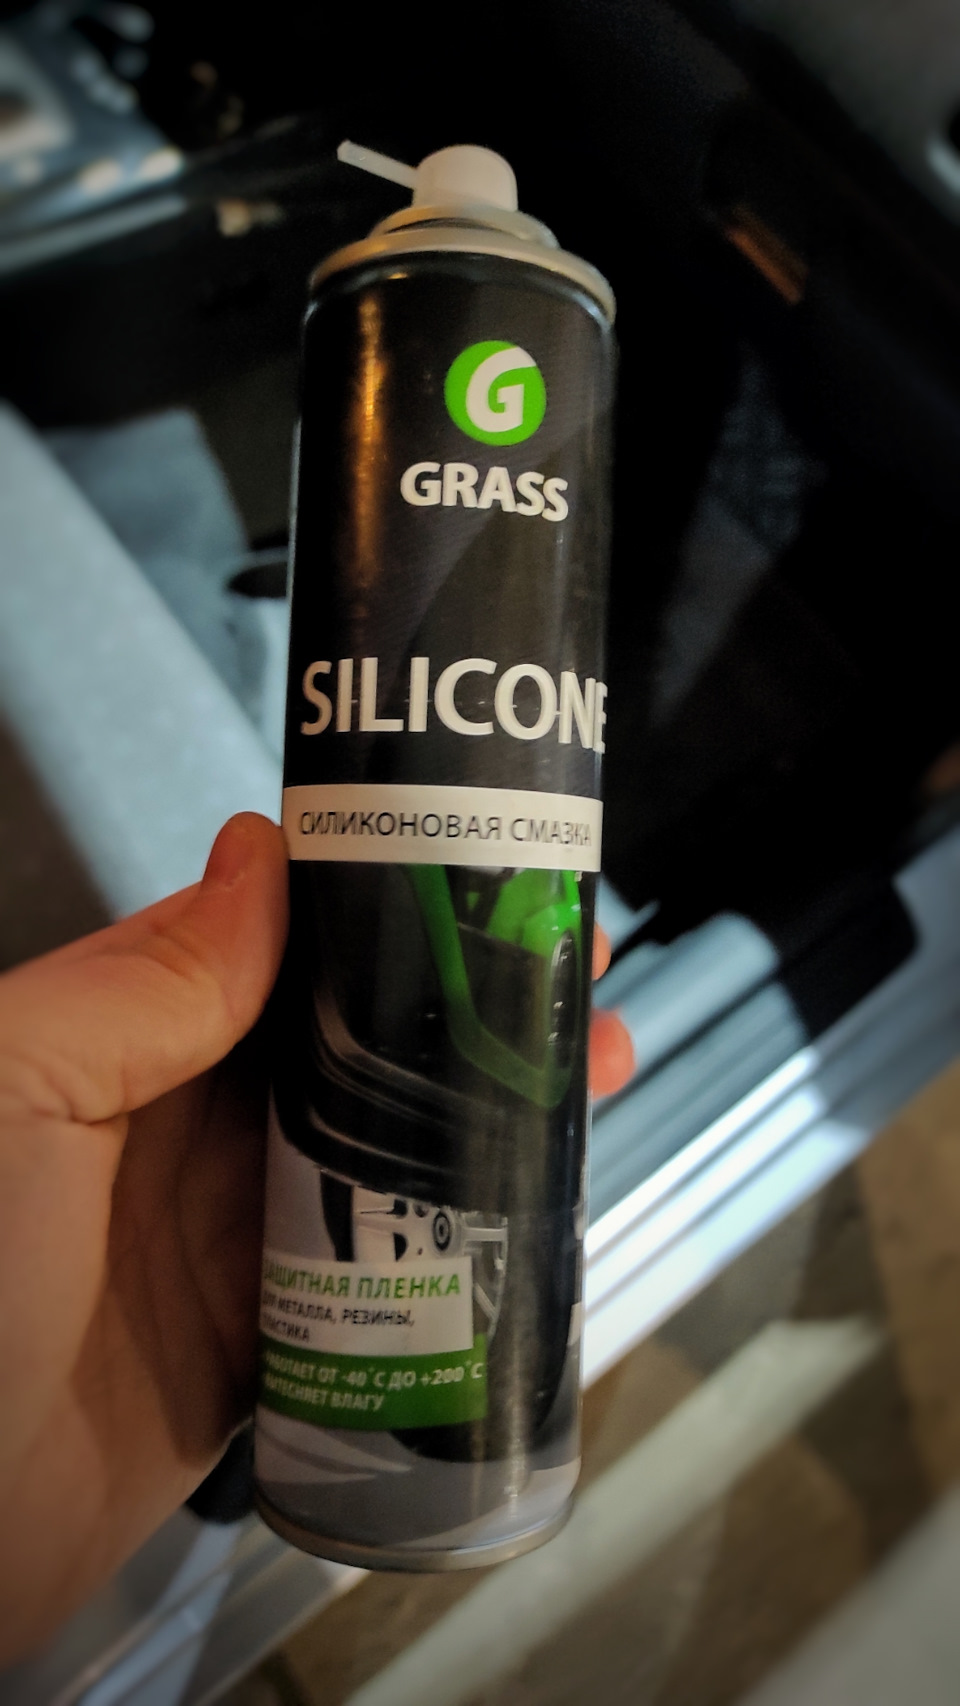 G
GRASS
SILICONE
СИЛИКОНОВАЯ СМАЗКА
ЗАЩИТНАЯ ПЛЕНКА
ДЛЯ МЕТАЛЛА, РЕЗИНЫ,
ПЛАСТИКА
РАБОТАЕТ ОТ -40°С ДО +200°С
ВЫТЕСНЯЕТ ВЛАГУ